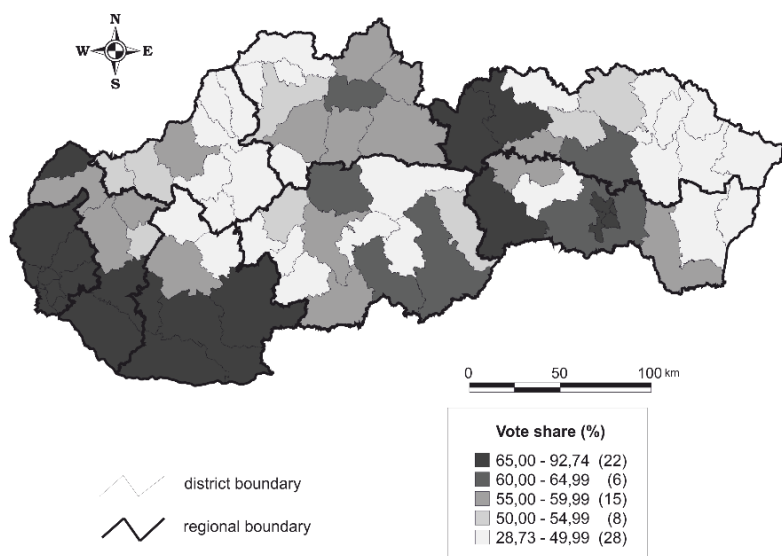 N
W E
S
0 50 100 km
Vote share (%)
65,00 - 92,74 (22)
60,00 - 64,99 (6)
55,00 - 59,99 (15)
50,00 - 54,99 (8)
28,73 - 49,99 (28)
district boundary
regional boundary